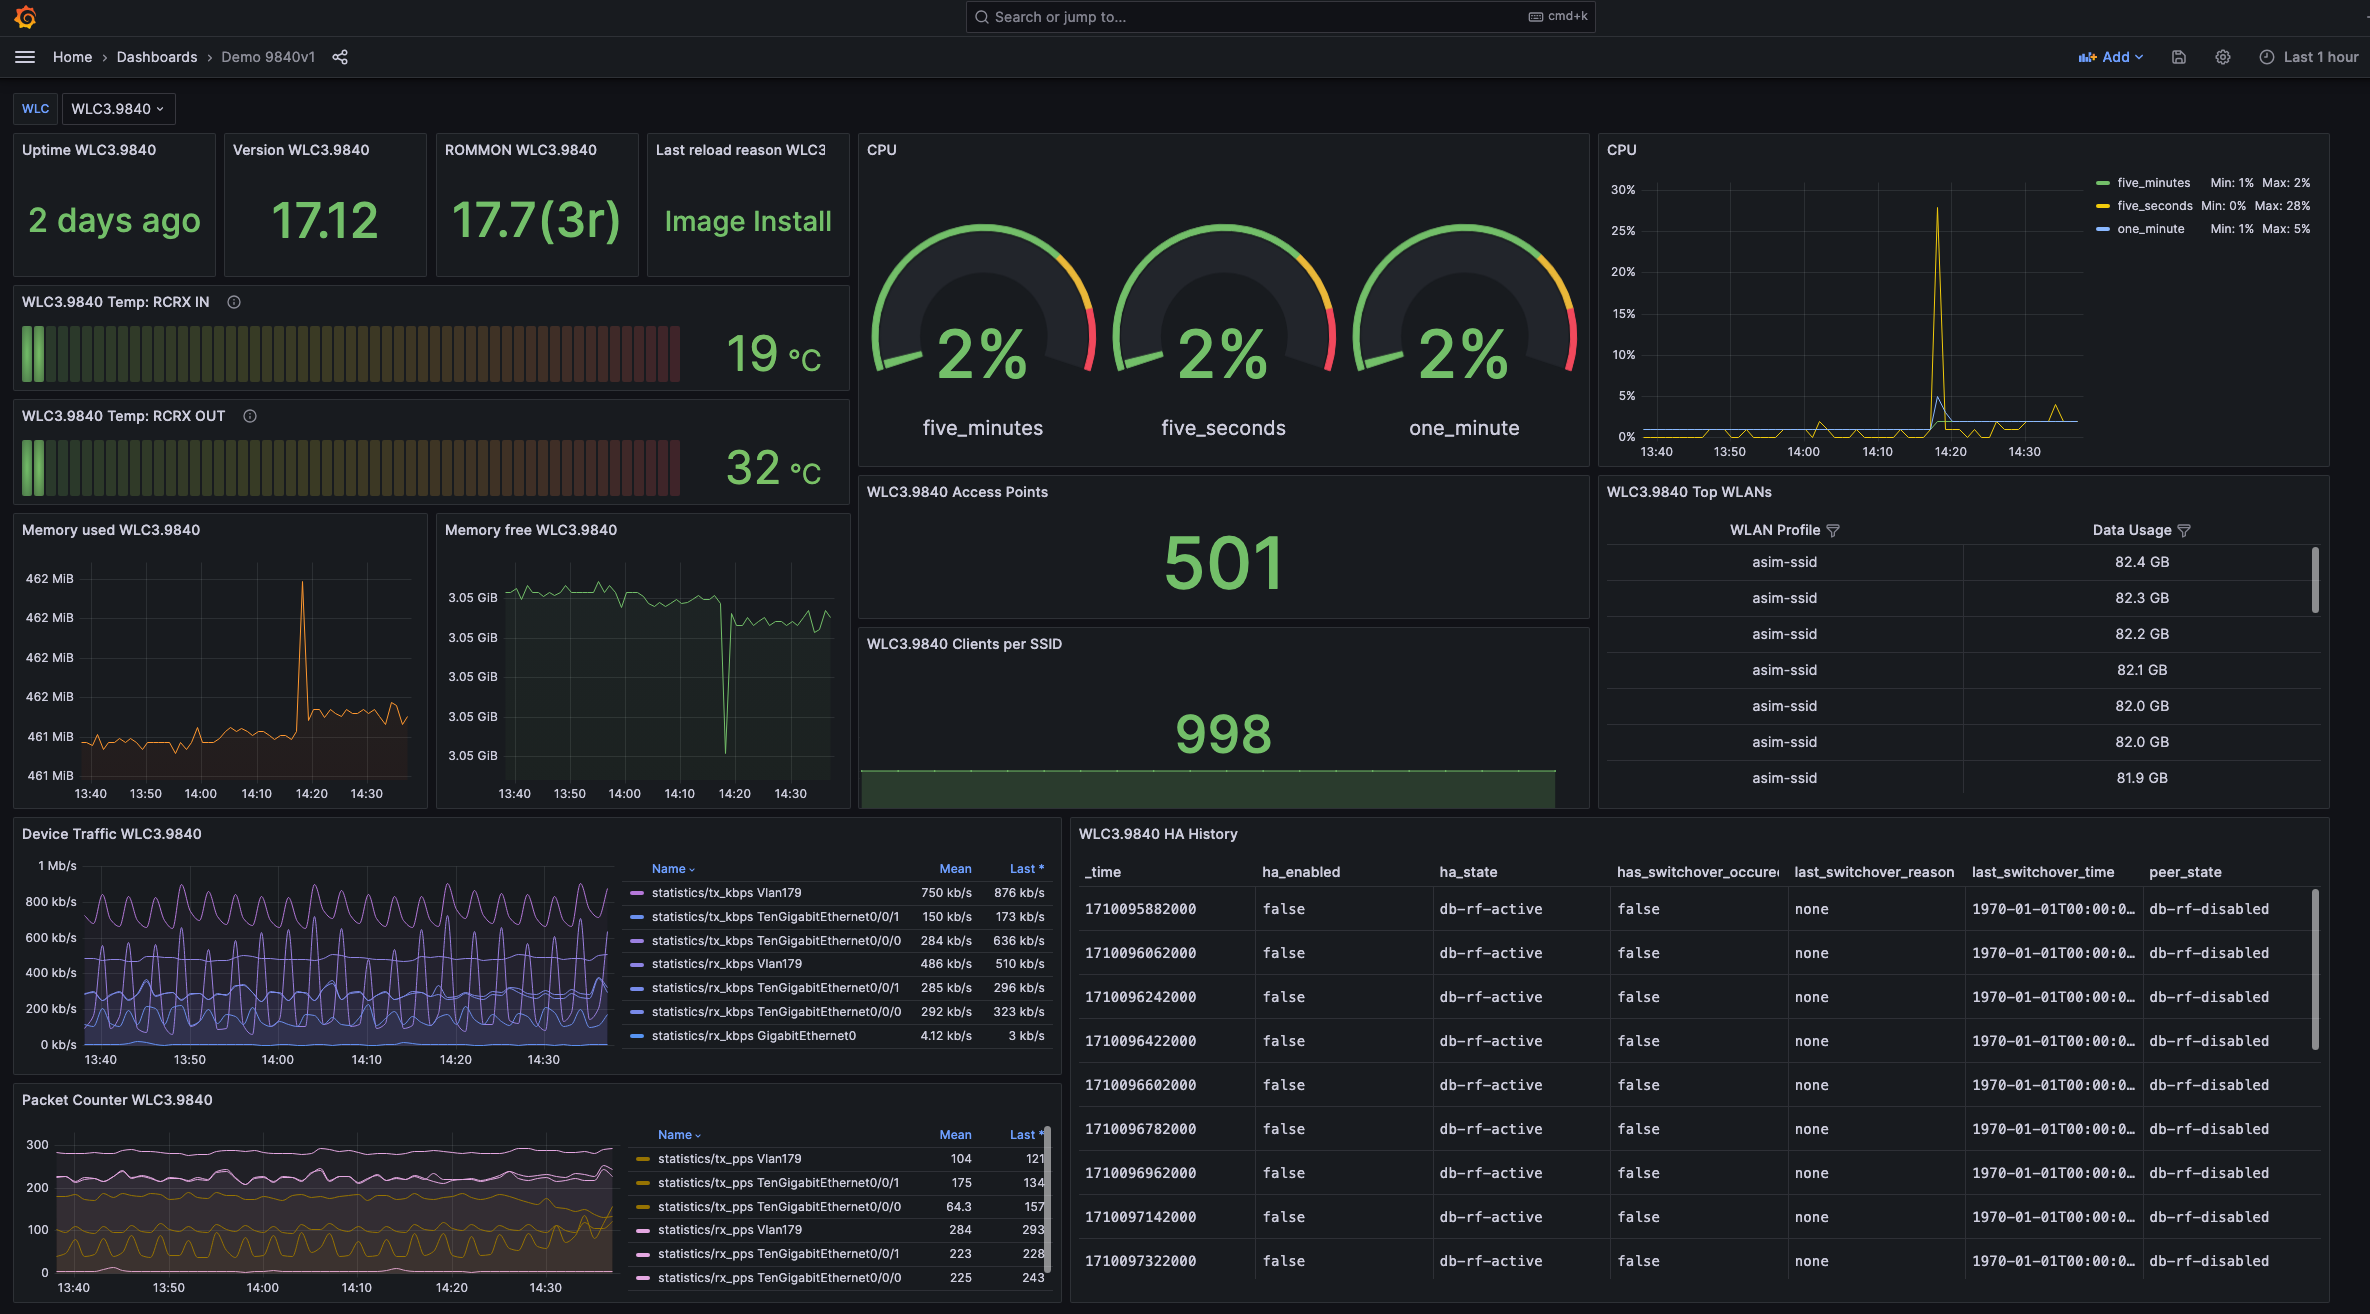 Search or jump to...
cmd+k
Home › Dashboards › Demo 9840v1
Add
Last 1 hour
WLC
WLC3.9840
Uptime WLC3.9840
2 days ago
Version WLC3.9840
17.12
ROMMON WLC3.9840
17.7(3r)
Last reload reason WLC3
Image Install
CPU
2%
2%
2%
five_minutes
five_seconds
one_minute
CPU
30%
25%
20%
15%
10%
5%
0%
13:40 13:50 14:00 14:10 14:20 14:30
five_minutes Min: 1% Max: 2%
five_seconds Min: 0% Max: 28%
one_minute Min: 1% Max: 5%
WLC3.9840 Temp: RCRX IN
19 °C
WLC3.9840 Temp: RCRX OUT
32 °C
Memory used WLC3.9840
462 MiB
462 MiB
462 MiB
462 MiB
461 MiB
461 MiB
13:40 13:50 14:00 14:10 14:20 14:30
Memory free WLC3.9840
3.05 GiB
3.05 GiB
3.05 GiB
3.05 GiB
3.05 GiB
13:40 13:50 14:00 14:10 14:20 14:30
WLC3.9840 Access Points
501
WLC3.9840 Clients per SSID
998
WLC3.9840 Top WLANs
WLAN Profile Data Usage
asim-ssid 82.4 GB
asim-ssid 82.3 GB
asim-ssid 82.2 GB
asim-ssid 82.1 GB
asim-ssid 82.0 GB
asim-ssid 82.0 GB
asim-ssid 81.9 GB
Device Traffic WLC3.9840
1 Mb/s
800 kb/s
600 kb/s
400 kb/s
200 kb/s
0 kb/s
13:40 13:50 14:00 14:10 14:20 14:30
Name Mean Last *
statistics/tx_kbps Vlan179 750 kb/s 876 kb/s
statistics/tx_kbps TenGigabitEthernet0/0/1 150 kb/s 173 kb/s
statistics/tx_kbps TenGigabitEthernet0/0/0 284 kb/s 636 kb/s
statistics/rx_kbps Vlan179 486 kb/s 510 kb/s
statistics/rx_kbps TenGigabitEthernet0/0/1 285 kb/s 296 kb/s
statistics/rx_kbps TenGigabitEthernet0/0/0 292 kb/s 323 kb/s
statistics/rx_kbps GigabitEthernet0 4.12 kb/s 3 kb/s
Packet Counter WLC3.9840
300
200
100
0
13:40 13:50 14:00 14:10 14:20 14:30
Name Mean Last *
statistics/tx_pps Vlan179 104 121
statistics/tx_pps TenGigabitEthernet0/0/1 175 134
statistics/tx_pps TenGigabitEthernet0/0/0 64.3 157
statistics/rx_pps Vlan179 284 293
statistics/rx_pps TenGigabitEthernet0/0/1 223 228
statistics/rx_pps TenGigabitEthernet0/0/0 225 243
WLC3.9840 HA History
_time ha_enabled ha_state has_switchover_occured last_switchover_reason last_switchover_time peer_state
1710095882000 false db-rf-active false none 1970-01-01T00:00:0… db-rf-disabled
1710096062000 false db-rf-active false none 1970-01-01T00:00:0… db-rf-disabled
1710096242000 false db-rf-active false none 1970-01-01T00:00:0… db-rf-disabled
1710096422000 false db-rf-active false none 1970-01-01T00:00:0… db-rf-disabled
1710096602000 false db-rf-active false none 1970-01-01T00:00:0… db-rf-disabled
1710096782000 false db-rf-active false none 1970-01-01T00:00:0… db-rf-disabled
1710096962000 false db-rf-active false none 1970-01-01T00:00:0… db-rf-disabled
1710097142000 false db-rf-active false none 1970-01-01T00:00:0… db-rf-disabled
1710097322000 false db-rf-active false none 1970-01-01T00:00:0… db-rf-disabled